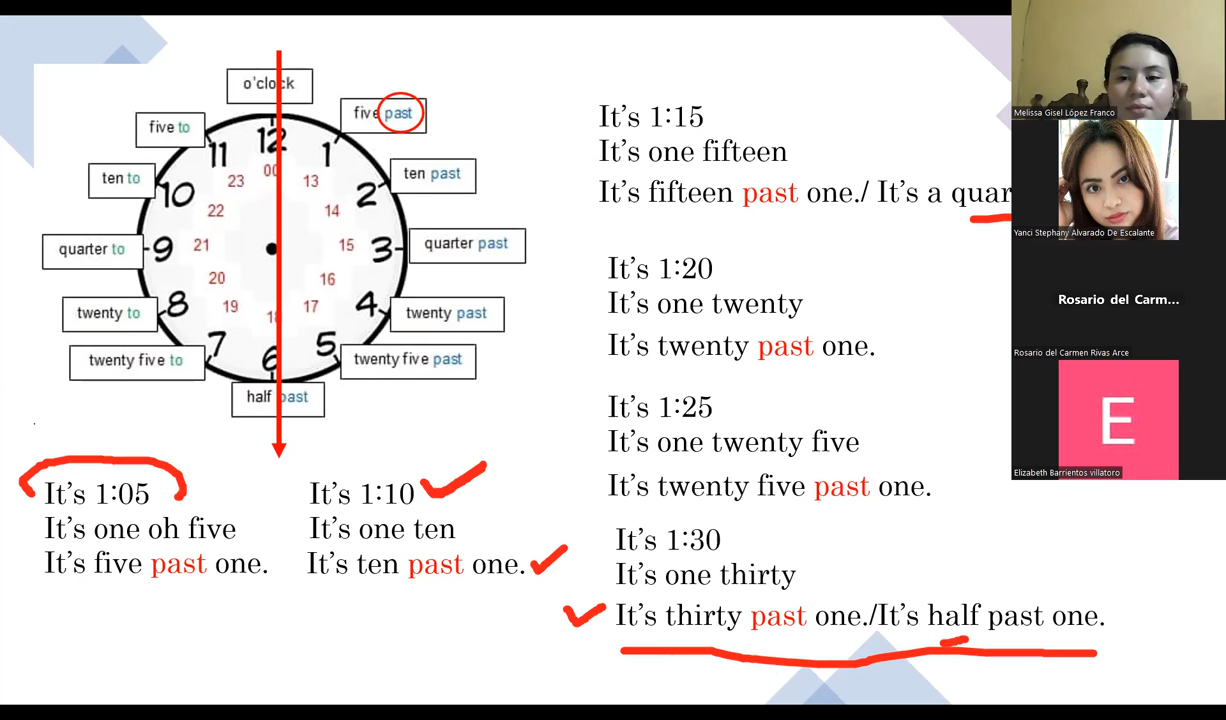 o'clock
five past
five to
ten to
ten past
quarter to
quarter past
twenty to
twenty past
twenty five to
twenty five past
half past
12
11
1
10
2
9
3
8
4
7
5
6
00
23
13
22
14
21
15
20
16
19
17
It's 1:05
It's one oh five
It's five past one.
It's 1:10
It's one ten
It's ten past one.
It's 1:15
It's one fifteen
It's fifteen past one./ It's a
It's 1:20
It's one twenty
It's twenty past one.
It's 1:25
It's one twenty five
It's twenty five past one.
It's 1:30
It's one thirty
It's thirty past one./It's half past one.
Melissa Gisel López Franco
Yanci Stephany Alvarado De Escalante
Rosario del Carm...
Rosario del Carmen Rivas Arce
E
Elizabeth Barrientos villatoro